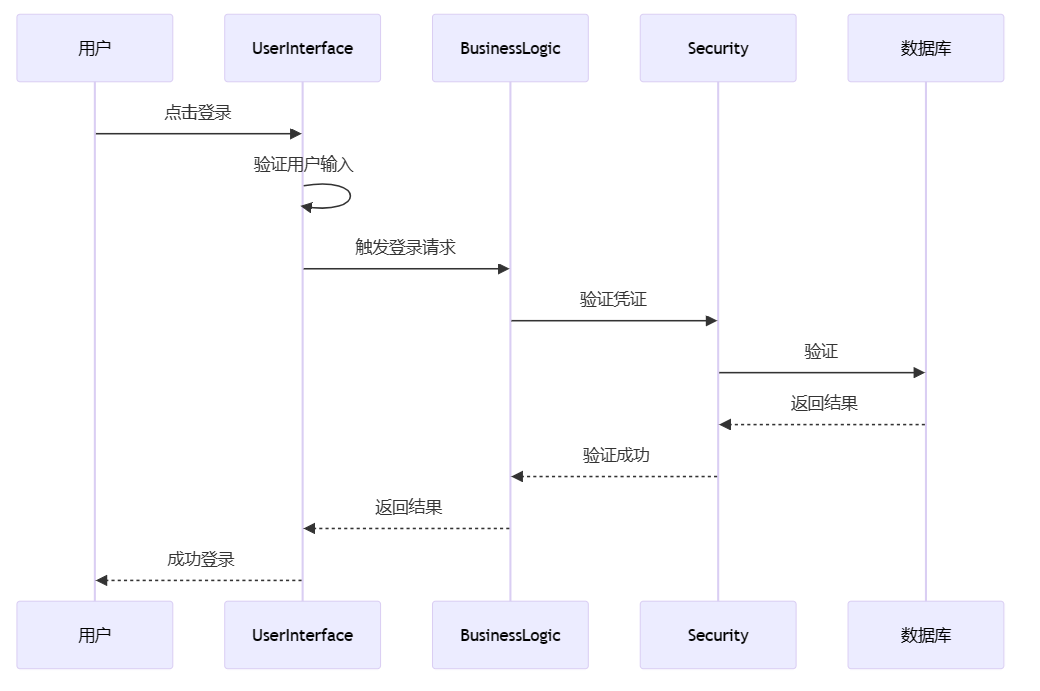 用户
UserInterface
BusinessLogic
Security
数据库
点击登录
验证用户输入
触发登录请求
验证凭证
验证
返回结果
验证成功
返回结果
成功登录
用户
UserInterface
BusinessLogic
Security
数据库